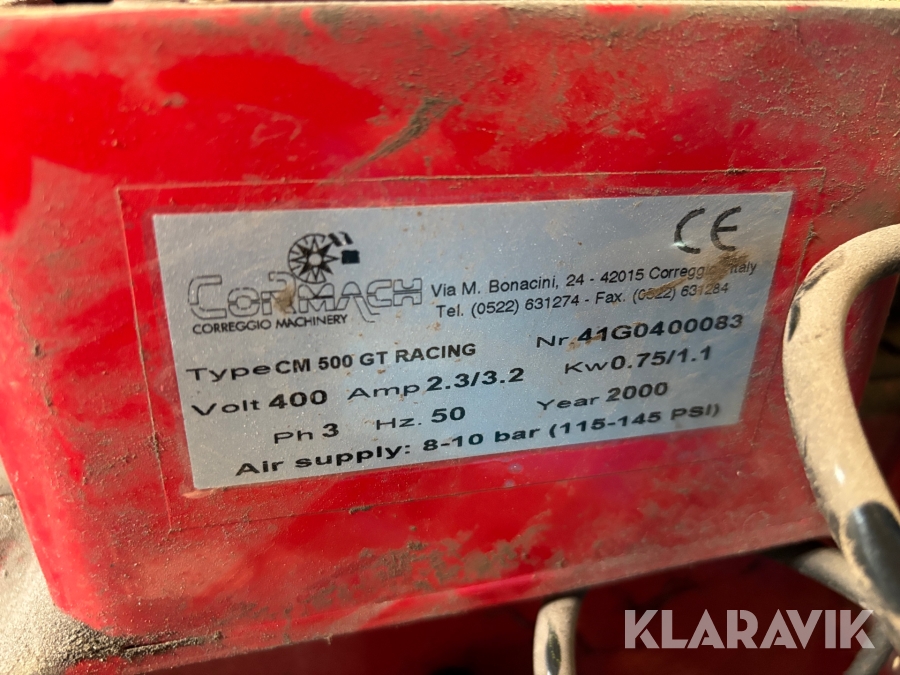 CE
CORMACH
CORREGGIO MACHINERY
Via M. Bonacini, 24 - 42015 Correggio Italy
Tel. (0522) 631274 - Fax. (0522) 631284
Type CM 500 GT RACING Nr. 41G0400083
Volt 400 Amp 2.3/3.2 Kw 0.75/1.1
Ph 3 Hz. 50 Year 2000
Air supply: 8-10 bar (115-145 PSI)
KLARAVIK